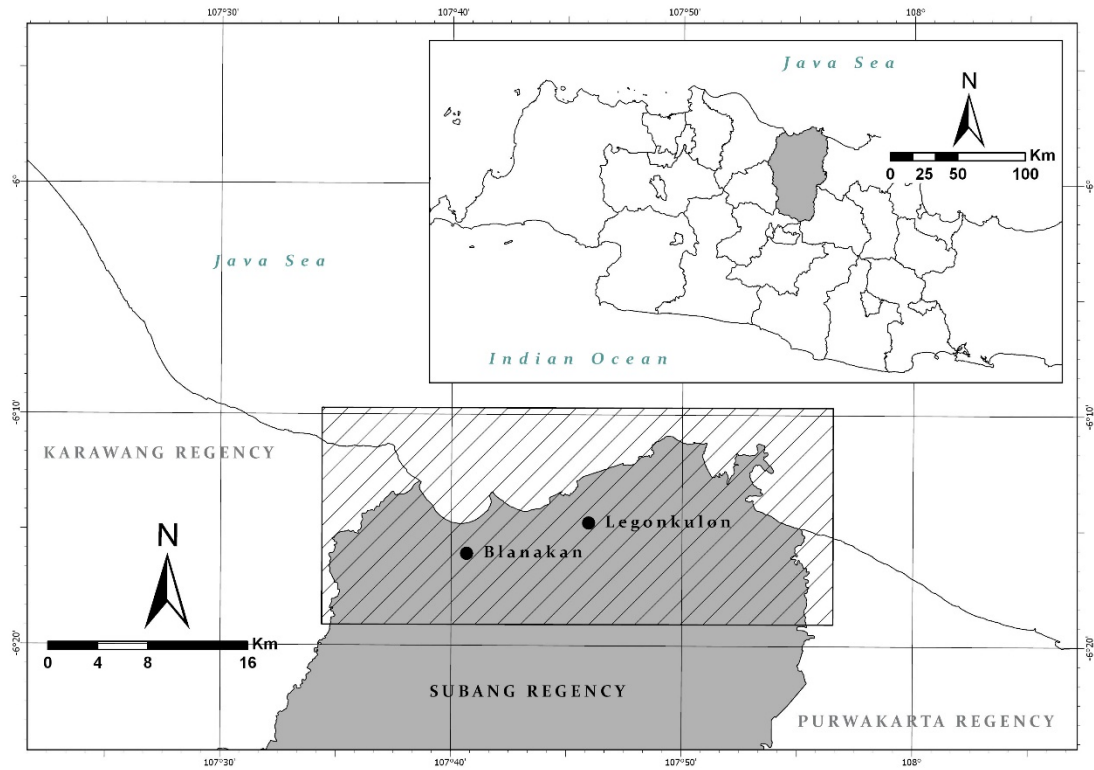 107°30' 107°40' 107°50' 108°
Java Sea
N
Km
0 25 50 100
-6° -6°
Java Sea
Indian Ocean
-6°10' -6°10'
KARAWANG REGENCY
Legonkulon
Blanakan
N
Km
0 4 8 16
-6°20' -6°20'
SUBANG REGENCY
PURWAKARTA REGENCY
107°30' 107°40' 107°50' 108°